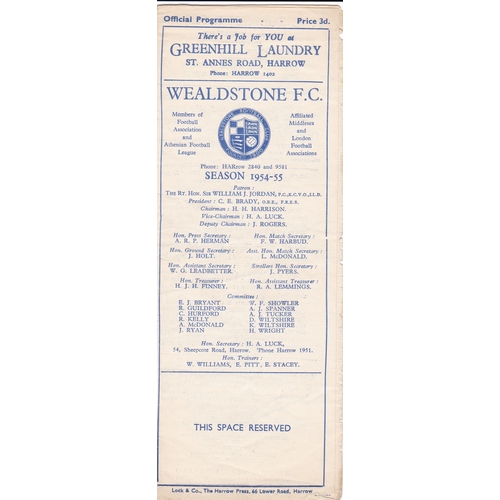 Official Programme - - Price 3d.
There's a Job for YOU at
GREENHILL LAUNDRY
ST. ANNES ROAD, HARROW
Phone: HARROW 1402
WEALDSTONE F.C.
Members of
Football
Association
and
Athenian Football
League
Affiliated
Middlesex
and
London
Football
Associations
Phone: HARrow 2840 and 9581
SEASON 1954-55
Patron:
THE RT. HON. SIR WILLIAM J. JORDAN, P.C., K.C.V.O., LL.D.
President: C. E. BRADY, O.B.E., F.R.E.S.
Chairman: H. H. HARRISON.
Vice-Chairman: H. A. LUCK.
Deputy Chairman: J. ROGERS.
Hon. Press Secretary:
A. R. P. HERMAN
Hon. Match Secretary:
F. W. HARBUD.
Hon. Ground Secretary:
J. HOLT.
Asst. Hon. Match Secretary:
L. McDONALD.
Hon. Assistant Secretary:
W. G. LEADBETTER
Swallows Hon. Secretary:
J. PYERS.
Hon. Treasurer:
H. J. H. FINNEY.
Hon. Assistant Treasurer:
R. A. LEMMINGS.
Committee:
E. J. BRYANT
R. GUILDFORD
C. HURFORD
R. KELLY
A. McDONALD
J. RYAN
W. F. SHOWLER
A. J. SPANNER
A. J. TUCKER
D. WILTSHIRE
K. WILTSHIRE
H. WRIGHT
Hon. Secretary: H. A. LUCK,
54, Sheepcote Road, Harrow. 'Phone Harrow 1951.
Hon. Trainers:
W. WILLIAMS, E. PITT, E. STACEY.
THIS SPACE RESERVED
Lock & Co., The Harrow Press, 66 Lower Road, Harrow